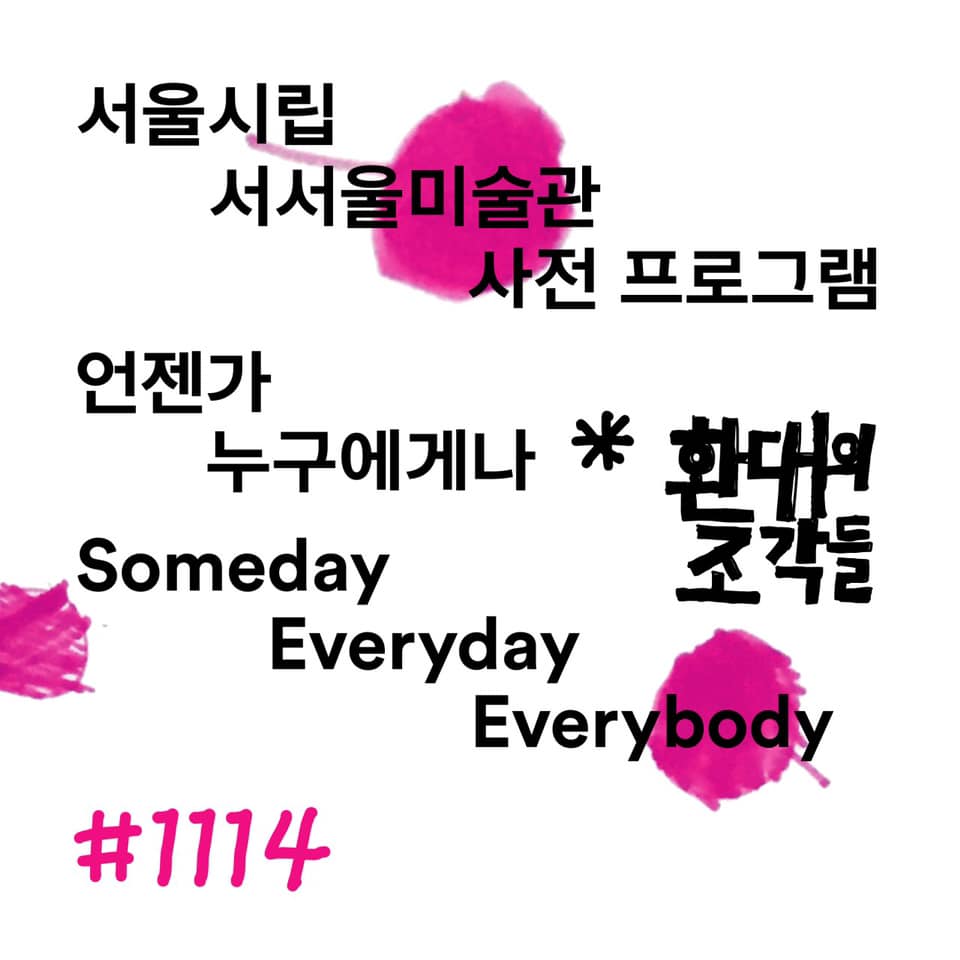 서울시립
서서울미술관
사전 프로그램
언젠가
누구에게나 *
환대의
조각들
Someday
Everyday
Everybody
#1114